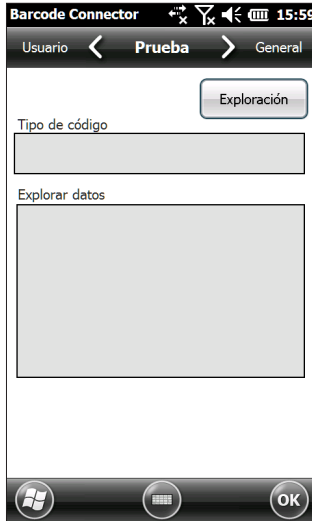 Barcode Connector 15:59
Usuario Prueba General
Exploración
Tipo de código
Explorar datos
OK